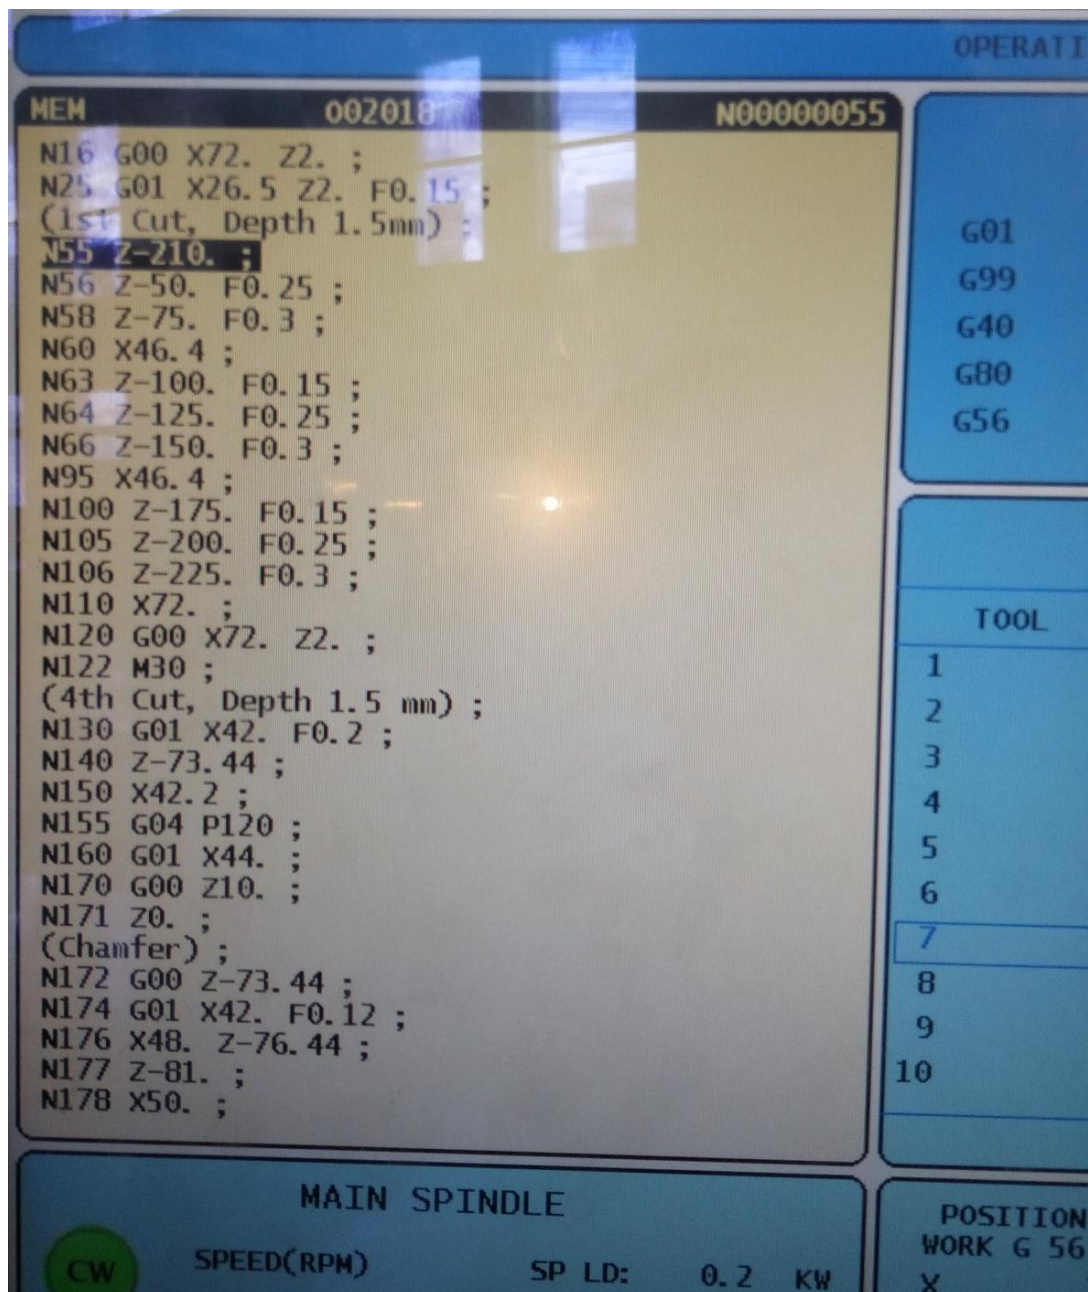 OPERATI
MEM O02018 N00000055
N16 G00 X72. Z2. ;
N25 G01 X26.5 Z2. F0.15 ;
(1st Cut, Depth 1.5mm) ;
N55 Z-210. ;
N56 Z-50. F0.25 ;
N58 Z-75. F0.3 ;
N60 X46.4 ;
N63 Z-100. F0.15 ;
N64 Z-125. F0.25 ;
N66 Z-150. F0.3 ;
N95 X46.4 ;
N100 Z-175. F0.15 ;
N105 Z-200. F0.25 ;
N106 Z-225. F0.3 ;
N110 X72. ;
N120 G00 X72. Z2. ;
N122 M30 ;
(4th Cut, Depth 1.5 mm) ;
N130 G01 X42. F0.2 ;
N140 Z-73.44 ;
N150 X42.2 ;
N155 G04 P120 ;
N160 G01 X44. ;
N170 G00 Z10. ;
N171 Z0. ;
(Chamfer) ;
N172 G00 Z-73.44 ;
N174 G01 X42. F0.12 ;
N176 X48. Z-76.44 ;
N177 Z-81. ;
N178 X50. ;
G01
G99
G40
G80
G56
TOOL
1
2
3
4
5
6
7
8
9
10
MAIN SPINDLE
CW SPEED(RPM) SP LD: 0.2 KW
POSITION
WORK G 56
X